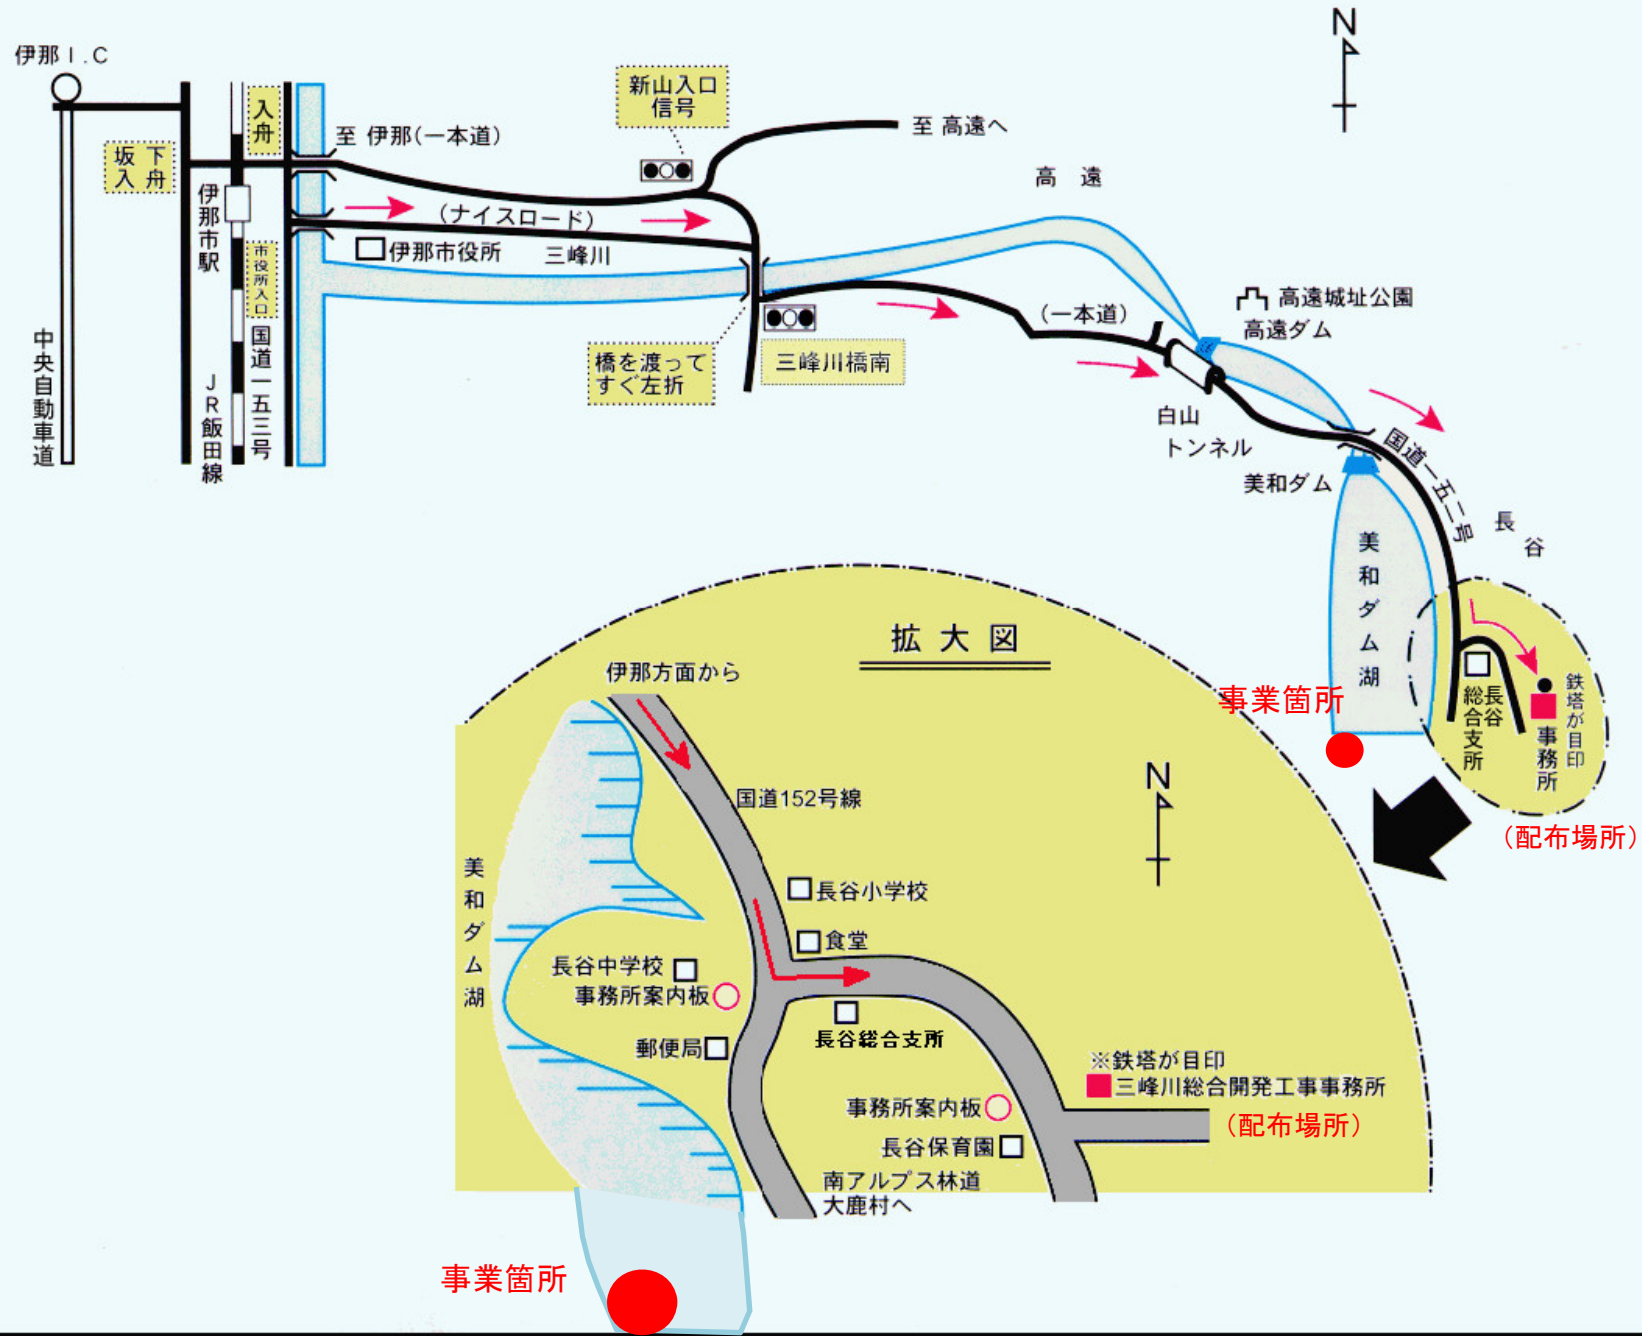 伊那I.C
坂下
入舟
入舟
伊那市駅
市役所入口
国道一五三号
JR飯田線
中央自動車道
至 伊那(一本道)
新山入口
信号
至 高遠へ
(ナイスロード)
伊那市役所
三峰川
高 遠
N
橋を渡って
すぐ左折
三峰川橋南
(一本道)
高遠城址公園
高遠ダム
白山
トンネル
美和ダム
国道一五二号
長谷
美和ダム湖
事業箇所
長谷
総合支所
鉄塔が目印
事務所
(配布場所)
拡 大 図
伊那方面から
国道152号線
N
美和ダム湖
長谷小学校
食堂
長谷中学校
事務所案内板
郵便局
長谷総合支所
※鉄塔が目印
三峰川総合開発工事事務所
(配布場所)
事務所案内板
長谷保育園
南アルプス林道
大鹿村へ
事業箇所